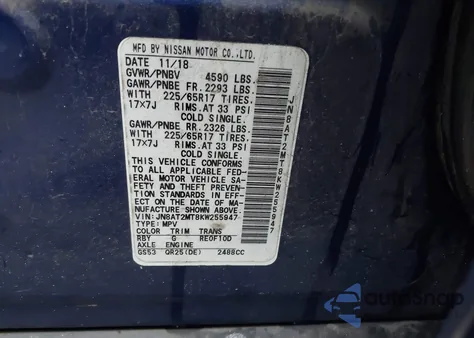 MFD BY NISSAN MOTOR CO.,LTD.
DATE 11/18
GVWR/PNBV 4590 LBS.
GAWR/PNBE FR. 2293 LBS.
WITH 225/65R17 TIRES.
17x7J RIMS. AT 33 PSI
COLD SINGLE.
GAWR/PNBE RR. 2326 LBS.
WITH 225/65R17 TIRES.
17x7J RIMS. AT 33 PSI
COLD SINGLE.
THIS VEHICLE CONFORMS
TO ALL APPLICABLE FED-
ERAL MOTOR VEHICLE SA-
FETY AND THEFT PREVEN-
TION STANDARDS IN EFF-
ECT ON THE DATE OF MA-
NUFACTURE SHOWN ABOVE.
VIN:JN8AT2MT8KW255947
TYPE:MPV
COLOR TRIM TRANS
RBY G RE0F10D
AXLE ENGINE
GS53 QR25(DE) 2488CC
JN8AT2MT8KW255947
autoSnap